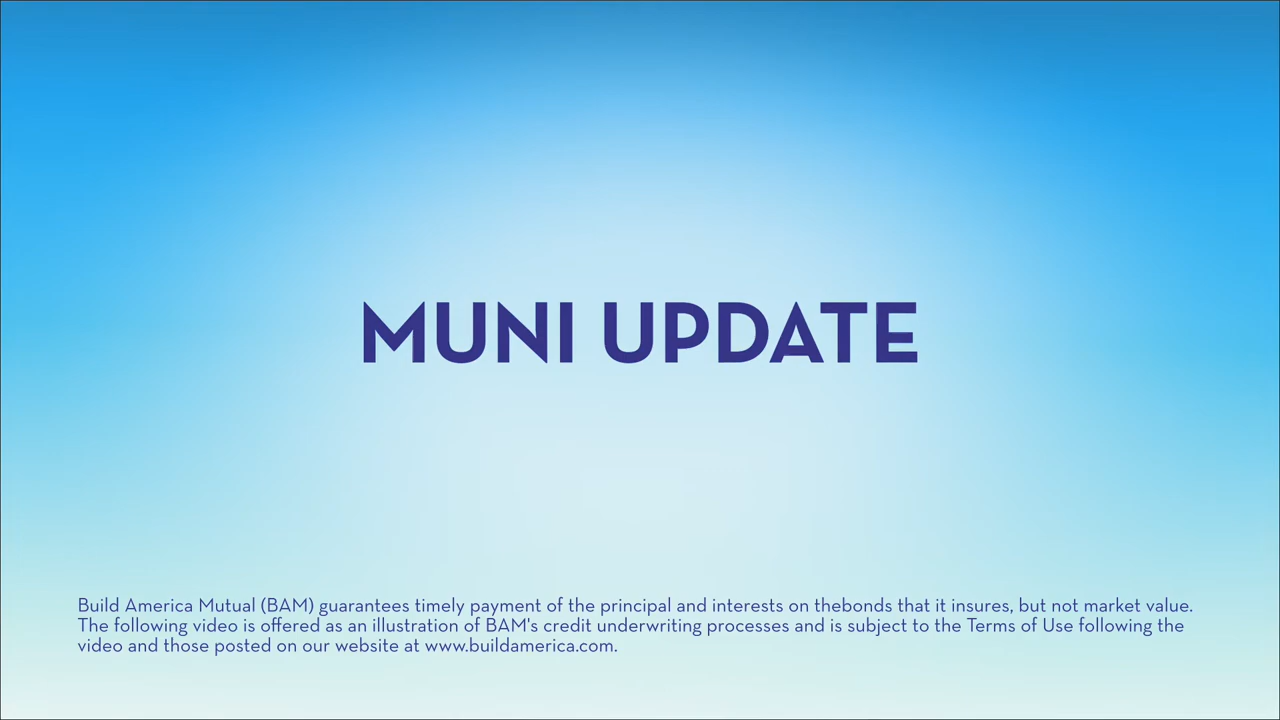 MUNI UPDATE
Build America Mutual (BAM) guarantees timely payment of the principal and interests on thebonds that it insures, but not market value.
The following video is offered as an illustration of BAM's credit underwriting processes and is subject to the Terms of Use following the
video and those posted on our website at www.buildamerica.com.